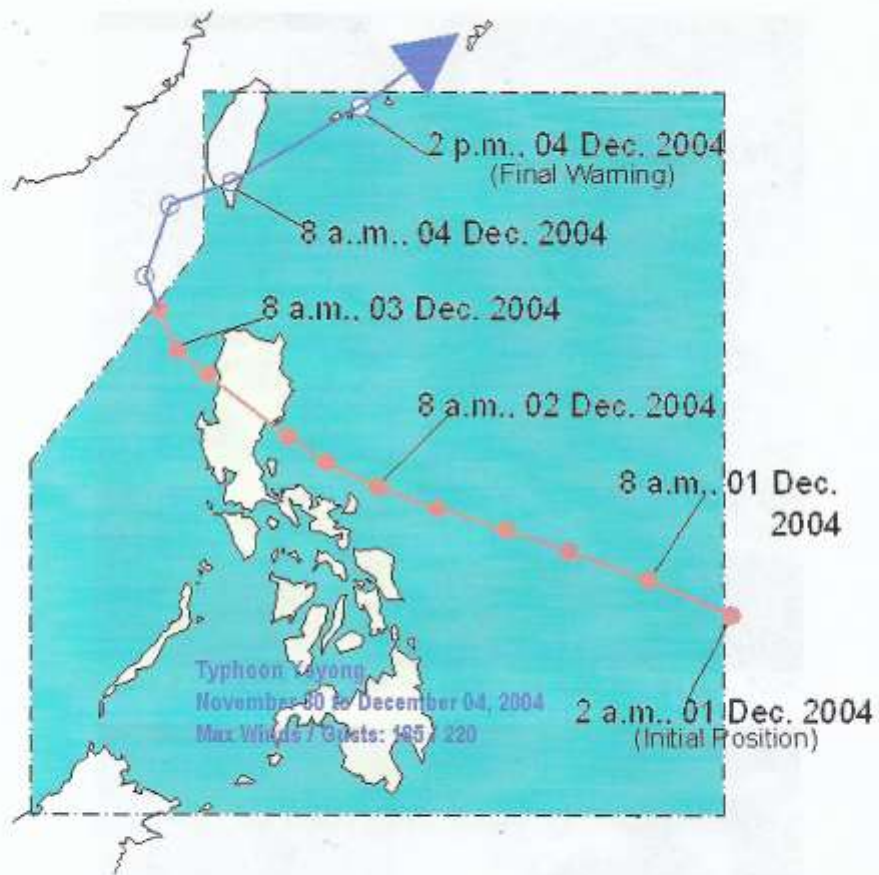 2 p.m., 04 Dec. 2004
(Final Warning)
8 a..m., 04 Dec. 2004
8 a.m., 03 Dec. 2004
8 a.m., 02 Dec. 2004
8 a.m,. 01 Dec.
2004
Typhoon Yoyong
November 30 to December 04, 2004
Max Winds / Gusts: / 220
2 a.m., 01 Dec. 2004
(Initial Position)